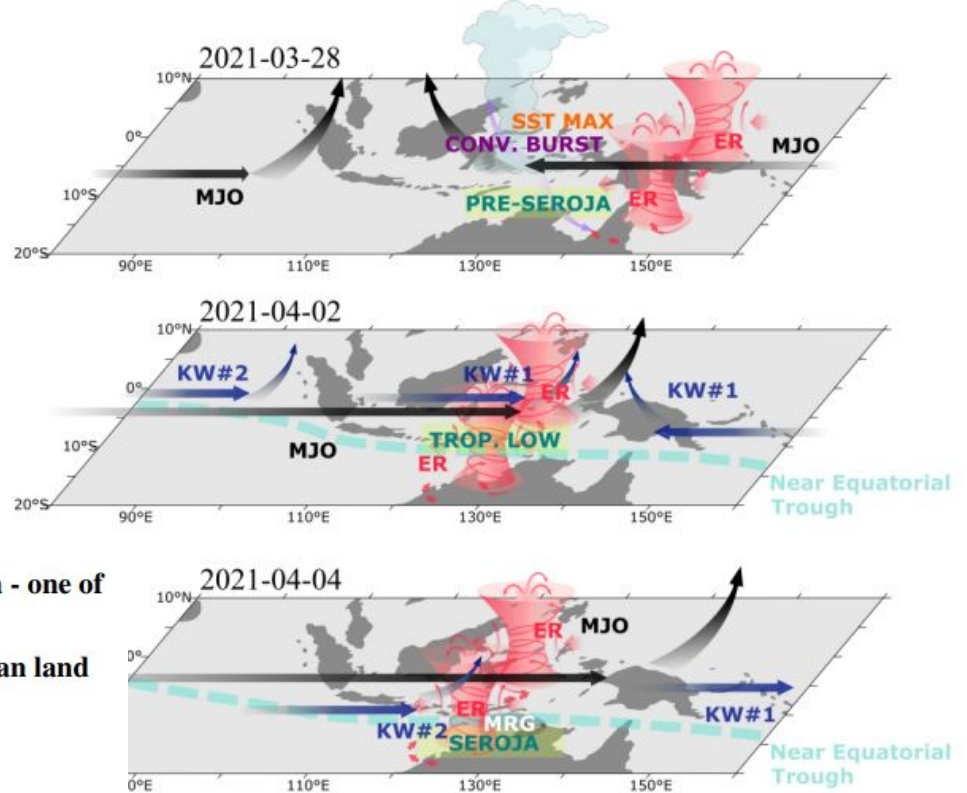 2021-03-28
10°N
SST MAX
CONV. BURST
ER
MJO
0°
10°S
MJO
PRE-SEROJA
ER
20°S
90°E 110°E 130°E 150°E
2021-04-02
10°N
KW#2
KW#1
ER
KW#1
0°
10°S
MJO
TROP. LOW
ER
Near Equatorial
Trough
20°S
90°E 110°E 130°E 150°E
- one of
2021-04-04
10°N
ER
MJO
0°
an land
ER
KW#2
MRG
KW#1
SEROJA
Near Equatorial
Trough
0°E 110°E 130°E 150°E